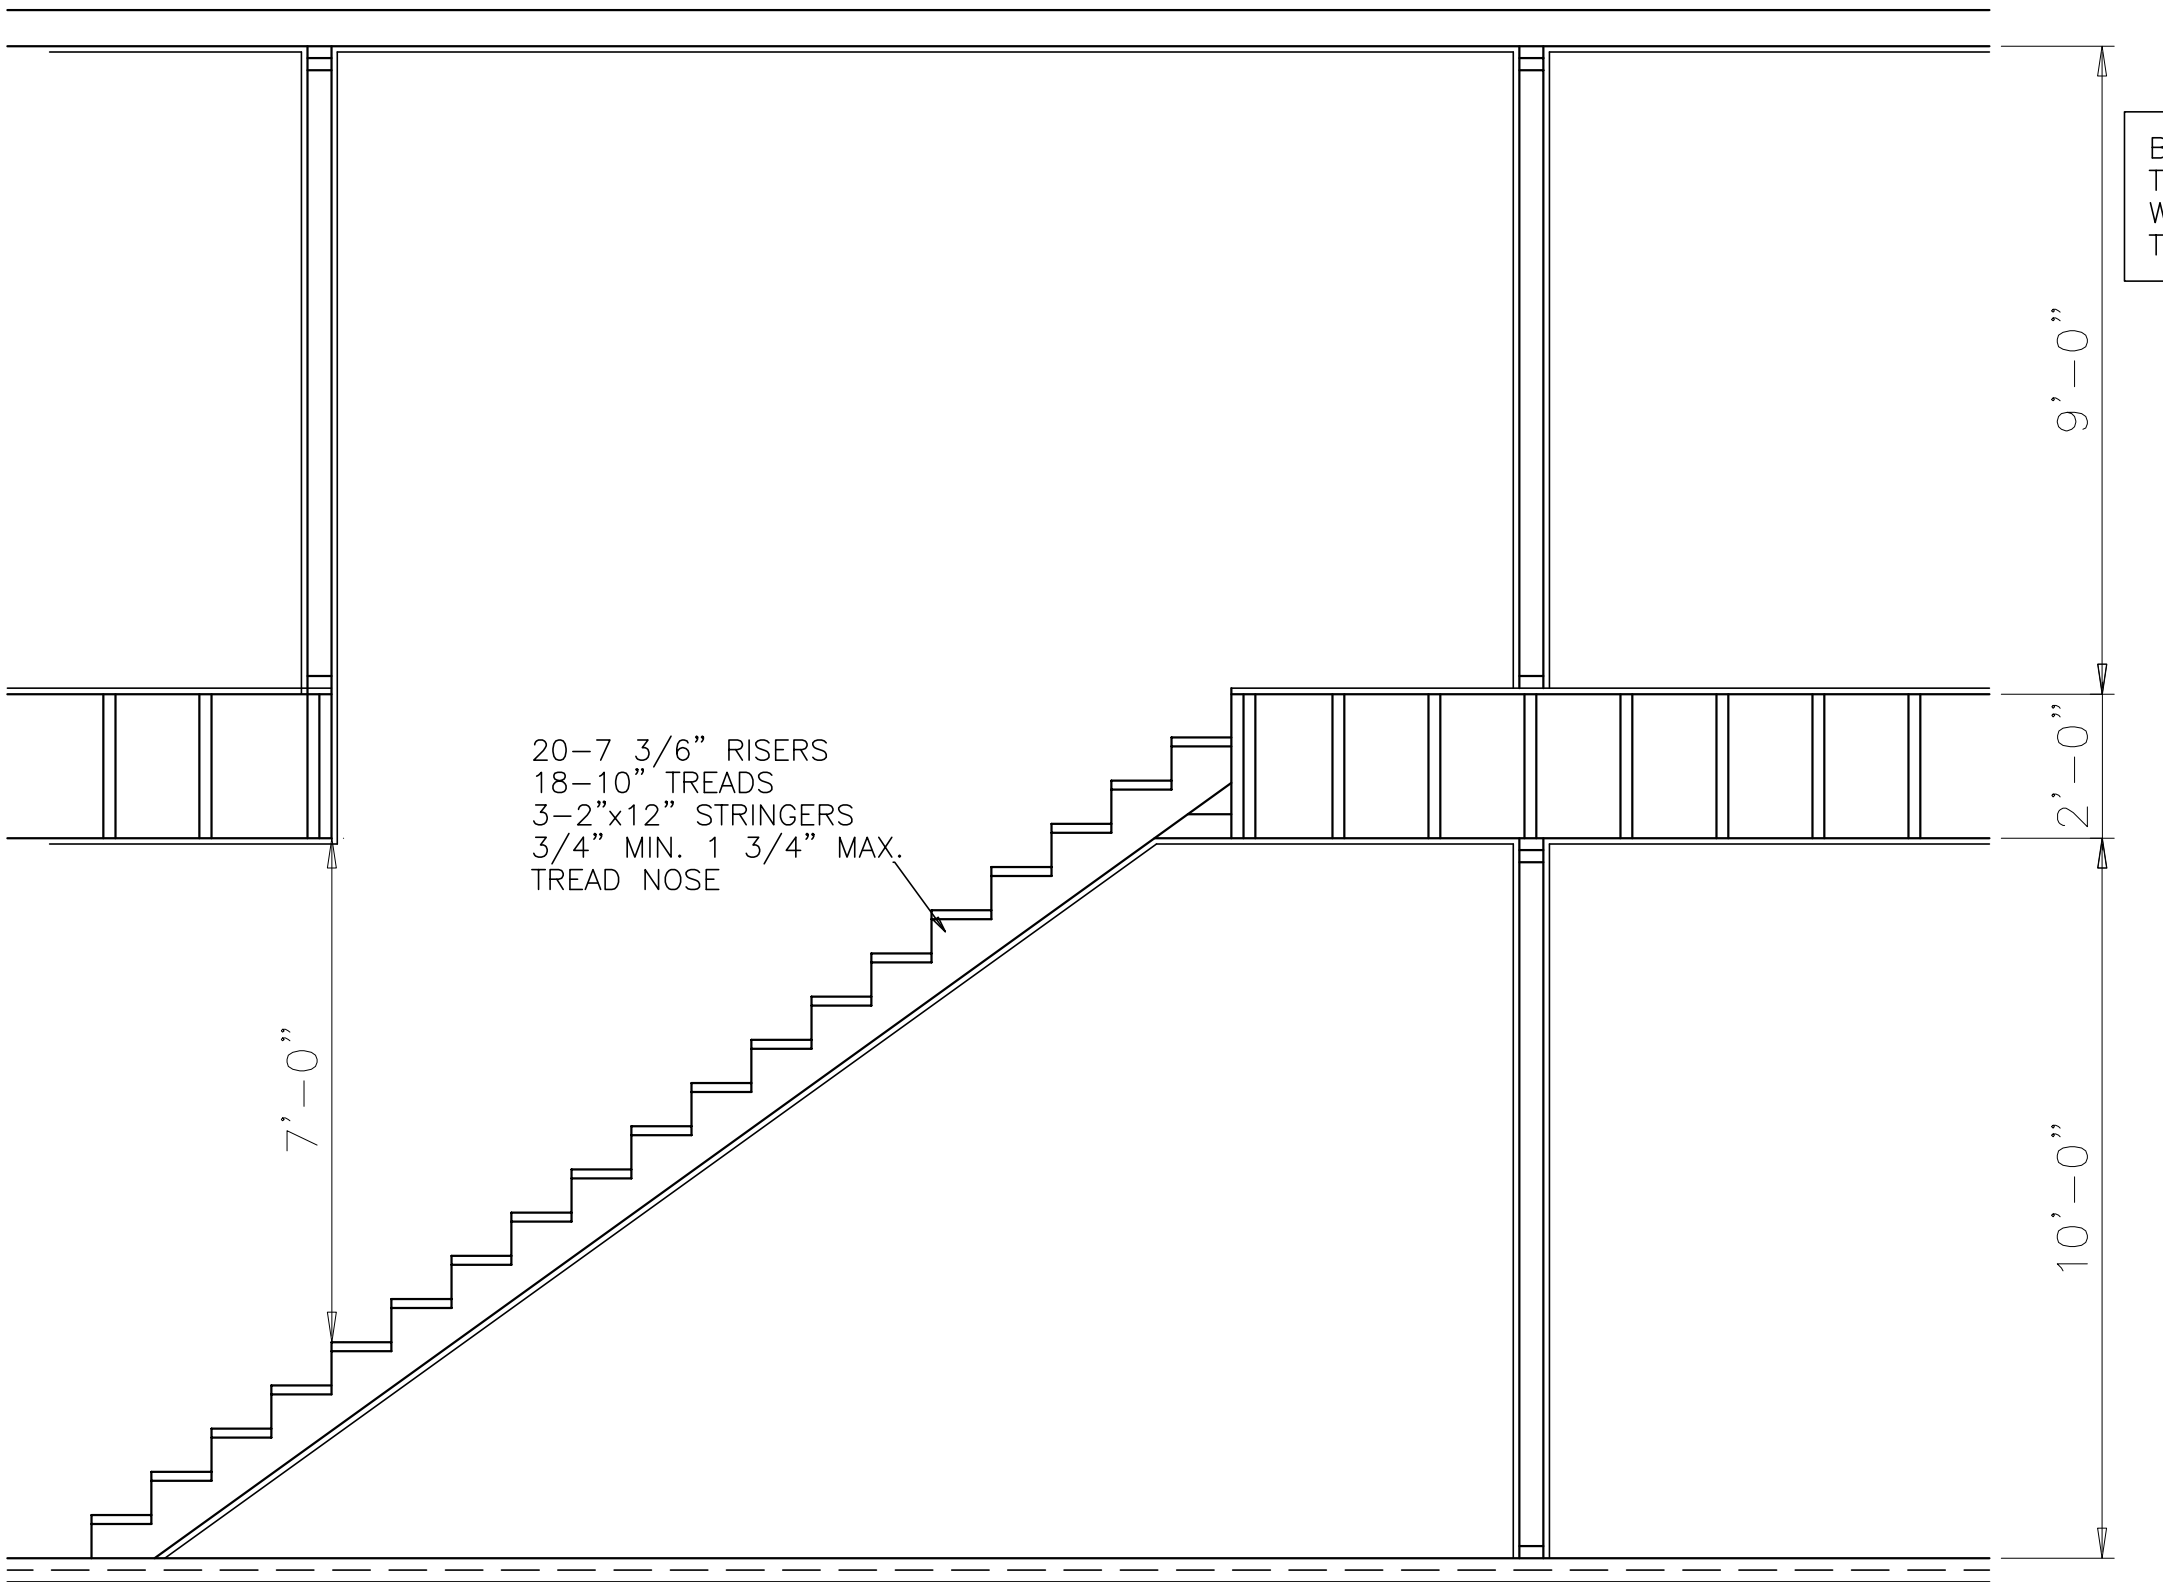 B
T
W
T
9'-0"
20-7 3/6" RISERS
18-10" TREADS
3-2"x12" STRINGERS
3/4" MIN. 1 3/4" MAX.
TREAD NOSE
2'-0"
7'-0"
10'-0"